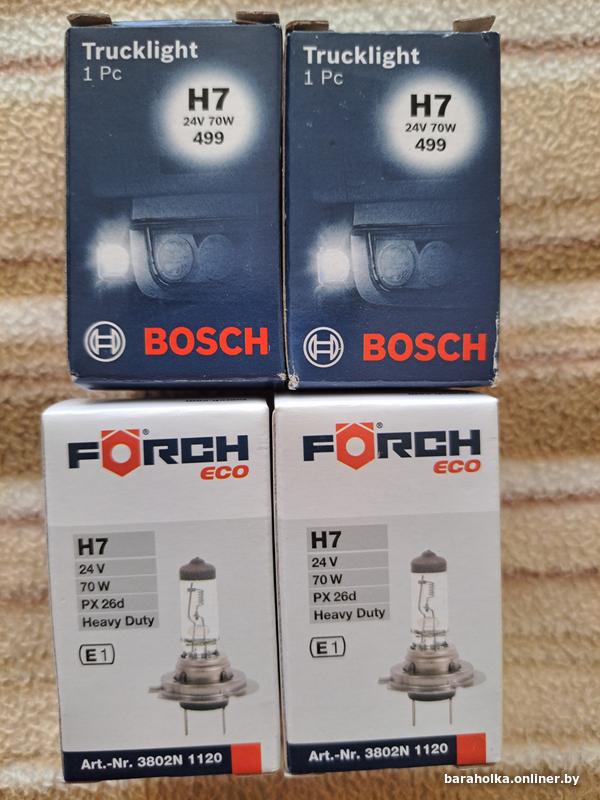 Trucklight
1 Pc
H7
24V 70W
499
BOSCH
Trucklight
1 Pc
H7
24V 70W
499
BOSCH
FÖRCH®
ECO
H7
24 V
70 W
PX 26d
Heavy Duty
E1
Art.-Nr. 3802N 1120
FÖRCH®
ECO
H7
24 V
70 W
PX 26d
Heavy Duty
E1
Art.-Nr. 3802N 1120
baraholka.onliner.by